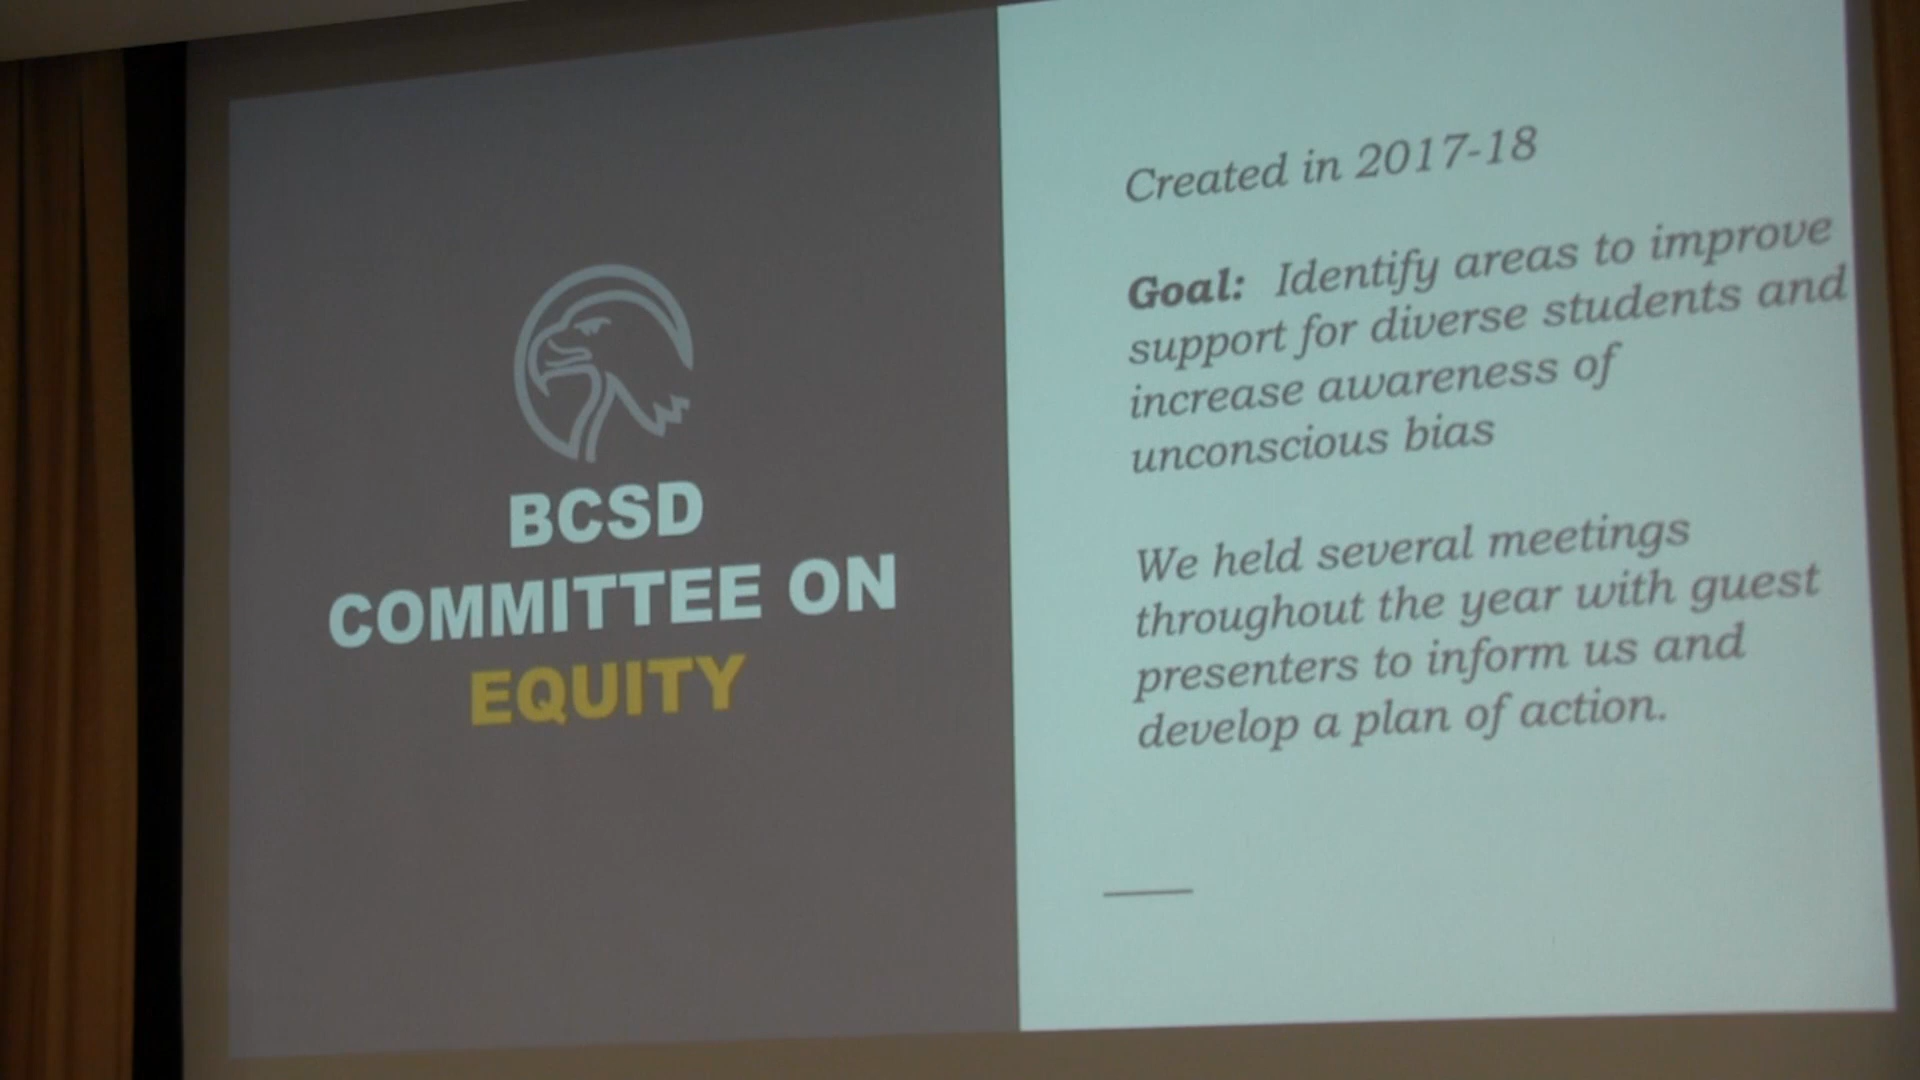 BCSD
COMMITTEE ON
EQUITY
Created in 2017-18
Goal: Identify areas to improve
support for diverse students and
increase awareness of
unconscious bias
We held several meetings
throughout the year with guest
presenters to inform us and
develop a plan of action.